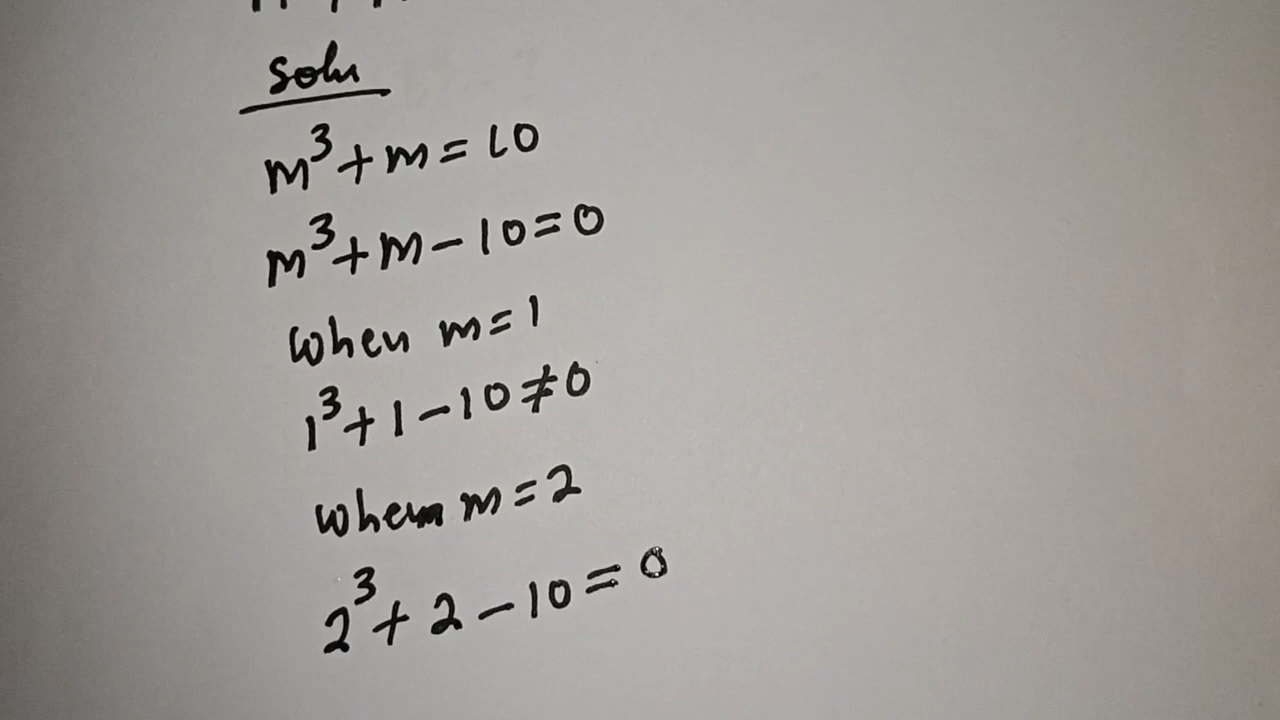 Soln
m³+m=10
m³+m-10=0
when m=1
1³+1-10≠0
when m=2
2³+2-10=0